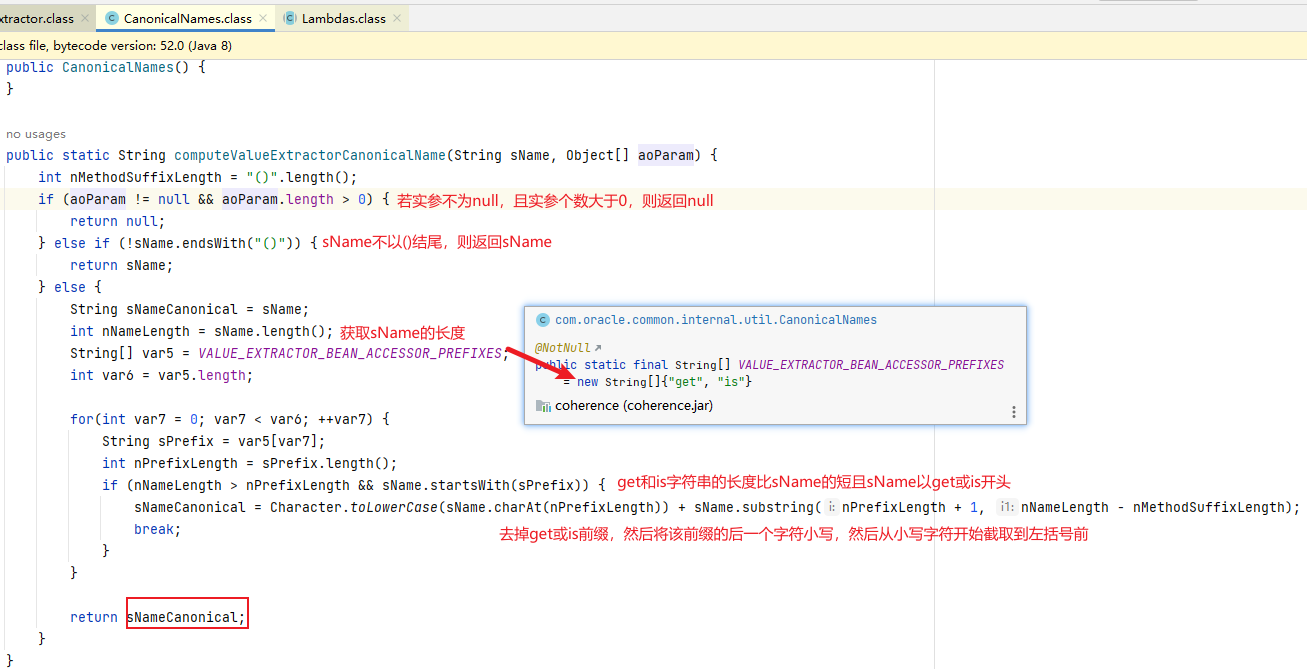 xtractor.class × CanonicalNames.class × Lambdas.class ×
class file, bytecode version: 52.0 (Java 8)
public CanonicalNames() {
}
no usages
public static String computeValueExtractorCanonicalName(String sName, Object[] aoParam) {
int nMethodSuffixLength = "()".length();
if (aoParam != null && aoParam.length > 0) { 若实参不为null，且实参个数大于0，则返回null
return null;
} else if (!sName.endsWith("()")) { sName不以()结尾，则返回sName
return sName;
} else {
String sNameCanonical = sName;
int nNameLength = sName.length(); 获取sName的长度
String[] var5 = VALUE_EXTRACTOR_BEAN_ACCESSOR_PREFIXES;
int var6 = var5.length;
C com.oracle.common.internal.util.CanonicalNames
@NotNull
public static final String[] VALUE_EXTRACTOR_BEAN_ACCESSOR_PREFIXES
= new String[]{"get", "is"}
coherence (coherence.jar)
for(int var7 = 0; var7 < var6; ++var7) {
String sPrefix = var5[var7];
int nPrefixLength = sPrefix.length();
if (nNameLength > nPrefixLength && sName.startsWith(sPrefix)) { get和is字符串的长度比sName的短且sName以get或is开头
sNameCanonical = Character.toLowerCase(sName.charAt(nPrefixLength)) + sName.substring( i: nPrefixLength + 1, i1: nNameLength - nMethodSuffixLength);
break; 去掉get或is前缀，然后将该前缀的后一个字符小写，然后从小写字符开始截取到左括号前
}
}
return sNameCanonical;
}
}